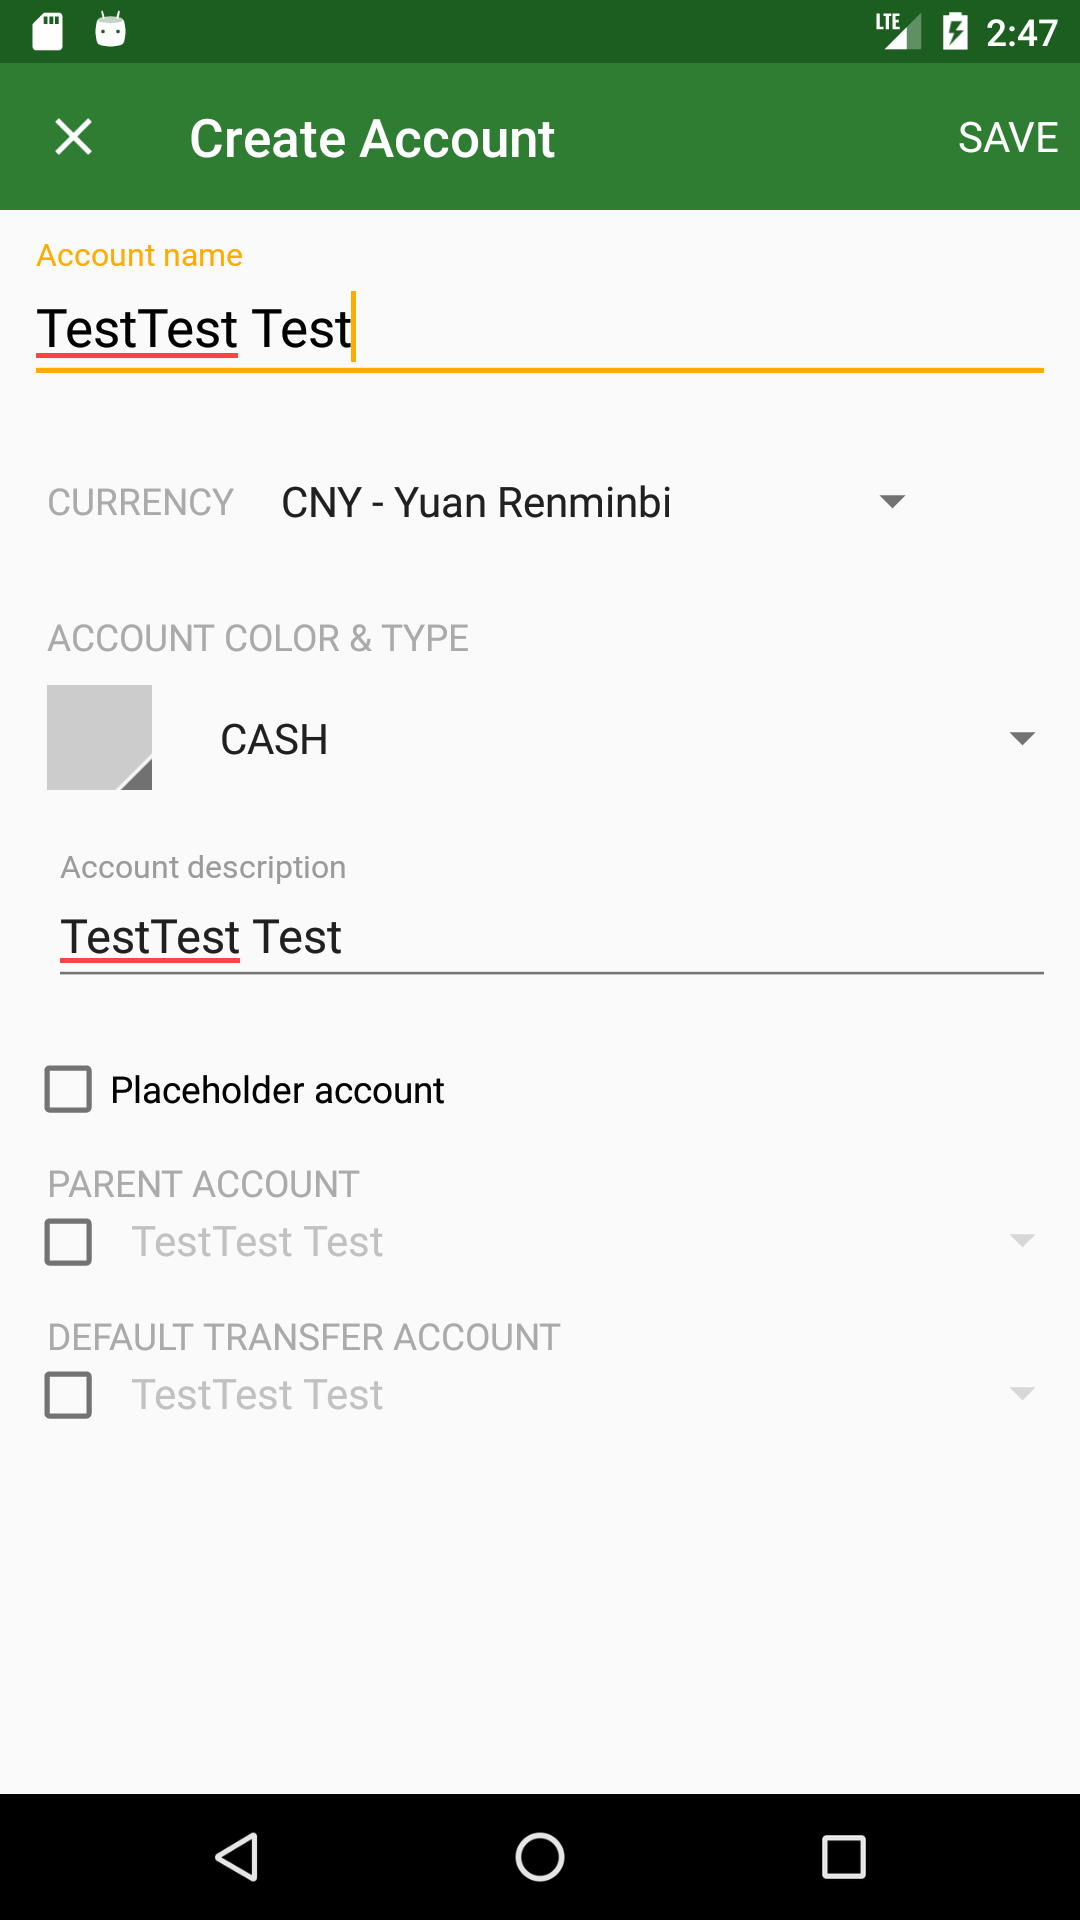 LTE 2:47
Create Account SAVE
Account name
TestTest Test
CURRENCY CNY - Yuan Renminbi
ACCOUNT COLOR & TYPE
CASH
Account description
TestTest Test
Placeholder account
PARENT ACCOUNT
TestTest Test
DEFAULT TRANSFER ACCOUNT
TestTest Test